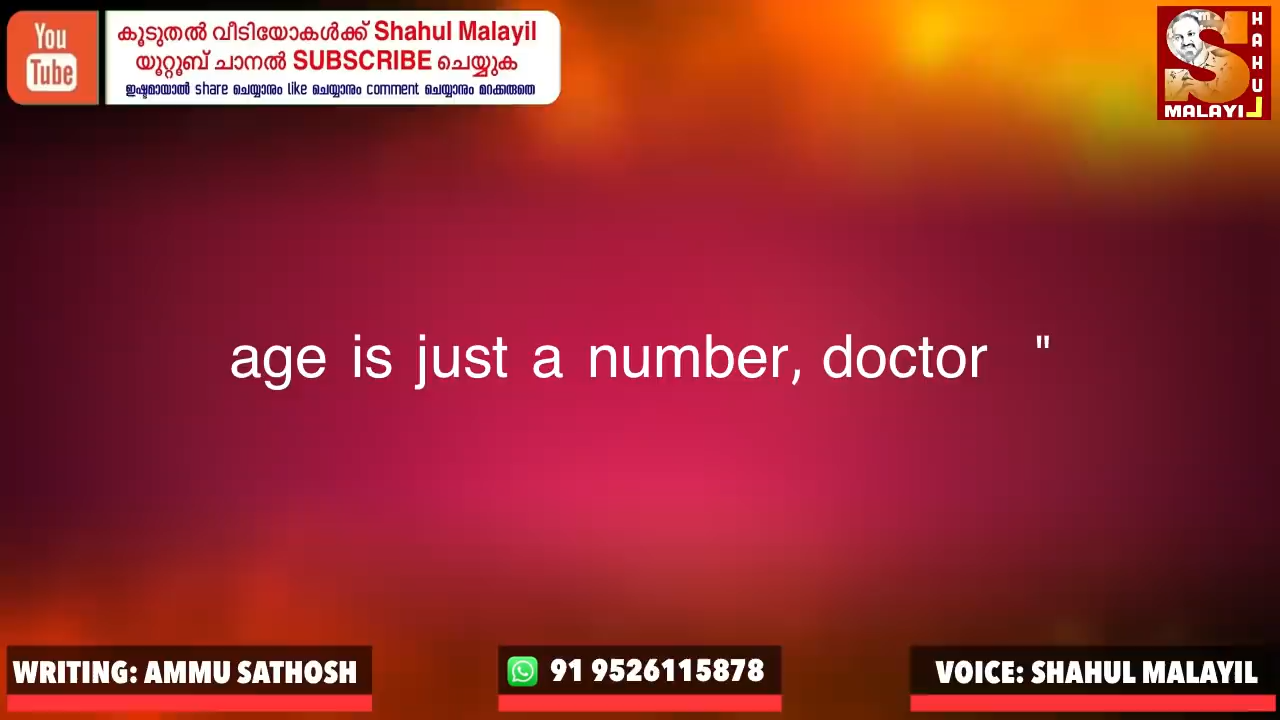 You
Tube
കൂടുതൽ വീടിയോകൾക്ക് Shahul Malayil
യൂറ്റൂബ് ചാനൽ SUBSCRIBE ചെയ്യുക
ഇഷ്ടമായാൽ share ചെയ്യാനും like ചെയ്യാനും comment ചെയ്യാനും മറക്കരുതെ
S HAHUL
MALAYIL
age is just a number, doctor "
WRITING: AMMU SATHOSH
91 9526115878
VOICE: SHAHUL MALAYIL